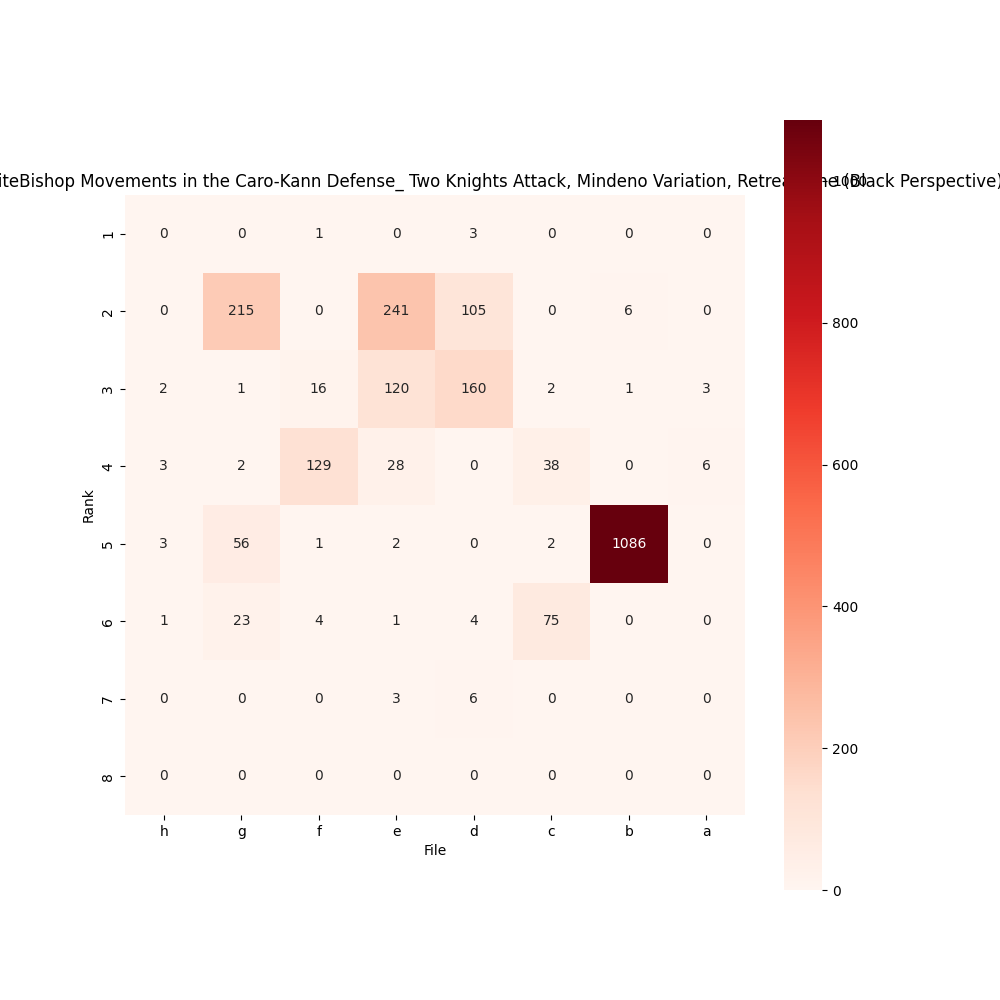 iteBishop Movements in the Caro-Kann Defense_ Two Knights Attack, Mindeno Variation, (Black Perspective)
1000
1 0 0 1 0 3 0 0 0
2 0 215 0 241 105 0 6 0
800
3 2 1 16 120 160 2 1 3
4 3 2 129 28 0 38 0 6
600
Rank
5 3 56 1 2 0 2 1086 0
400
6 1 23 4 1 4 75 0 0
7 0 0 0 3 6 0 0 0
200
8 0 0 0 0 0 0 0 0
h g f e d c b a
File
0